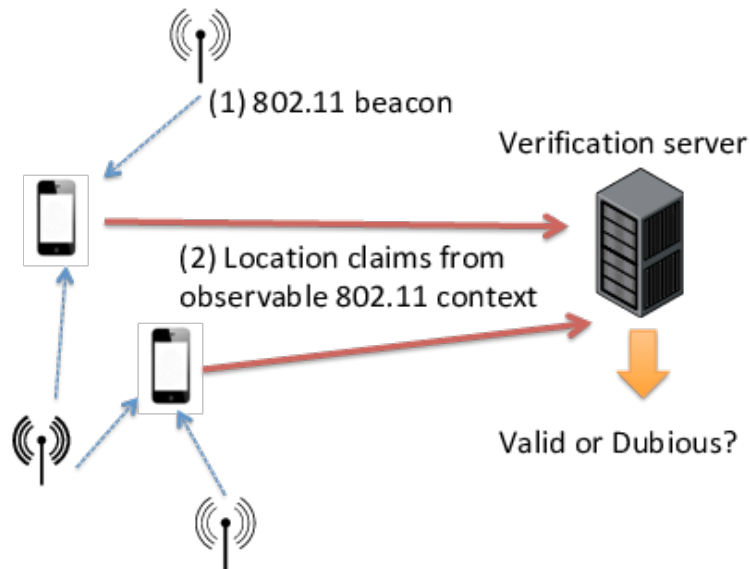 (1) 802.11 beacon
Verification server
(2) Location claims from
observable 802.11 context
Valid or Dubious?